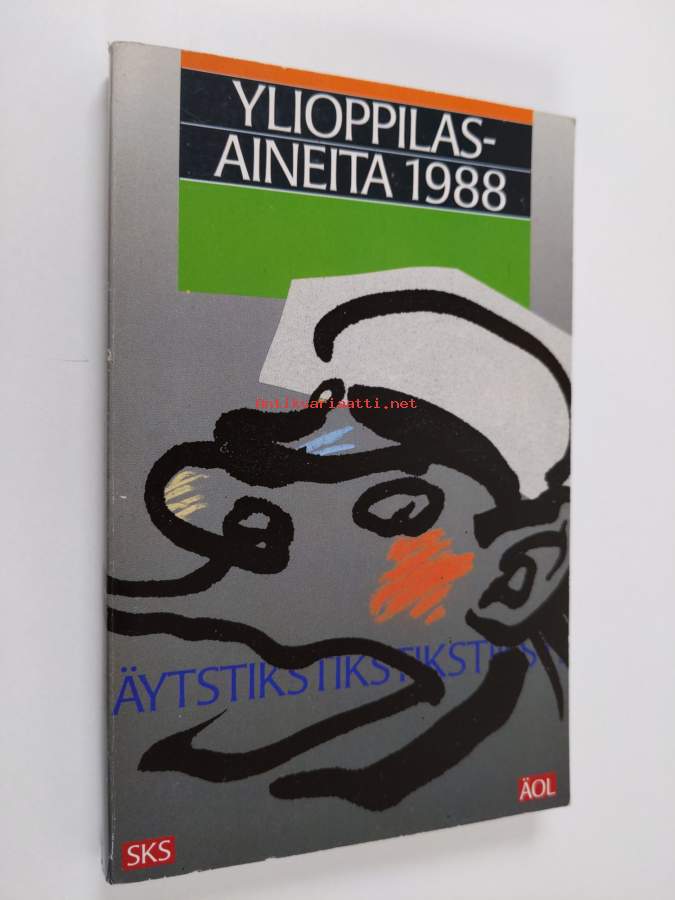 YLIOPPILAS-
AINEITA 1988
antikvariaatti.net
ÄYTSTIKSTIKSTIKSTIKS
ÄOL
SKS